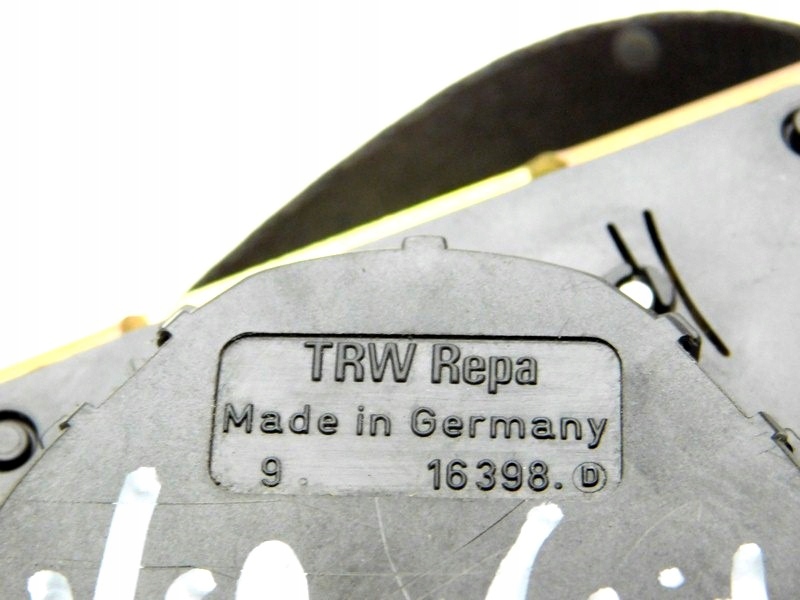 TRW Repa
Made in Germany
9. 16398. D